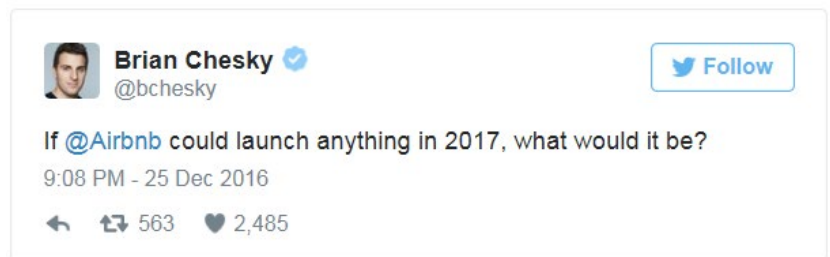 Brian Chesky
@bchesky
Follow
If @Airbnb could launch anything in 2017, what would it be?
9:08 PM - 25 Dec 2016
563 2,485